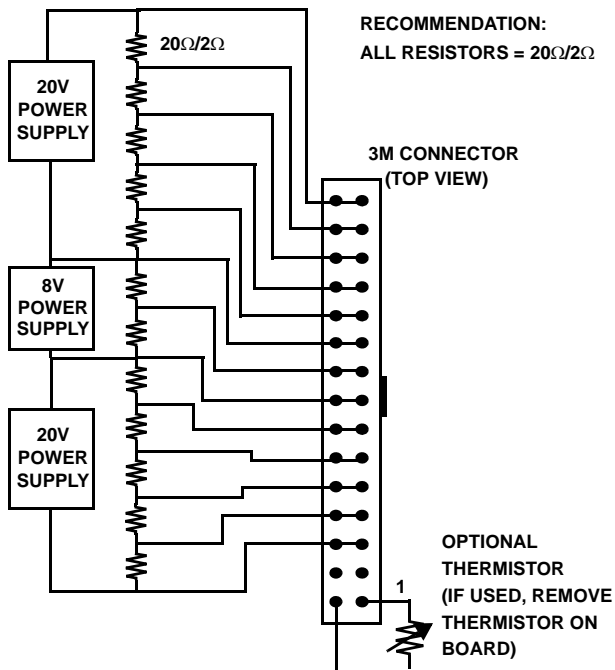 RECOMMENDATION:
ALL RESISTORS = 20Ω/2Ω
20Ω/2Ω
20V
POWER
SUPPLY
3M CONNECTOR
(TOP VIEW)
8V
POWER
SUPPLY
20V
POWER
SUPPLY
1
OPTIONAL
THERMISTOR
(IF USED, REMOVE
THERMISTOR ON
BOARD)